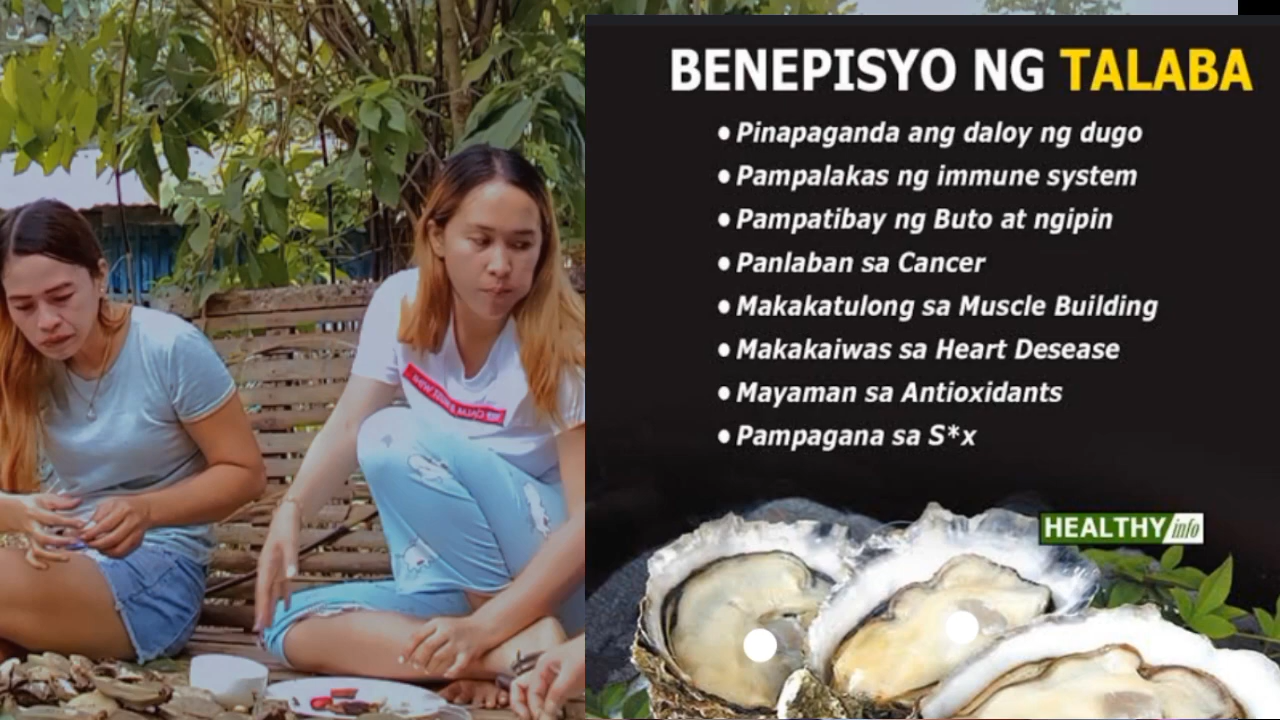 BENEPISYO NG TALABA
• Pinapaganda ang daloy ng dugo
• Pampalakas ng immune system
• Pampatibay ng Buto at ngipin
• Panlaban sa Cancer
• Makakatulong sa Muscle Building
• Makakaiwas sa Heart Desease
• Mayaman sa Antioxidants
• Pampagana sa S*x
HEALTHY info